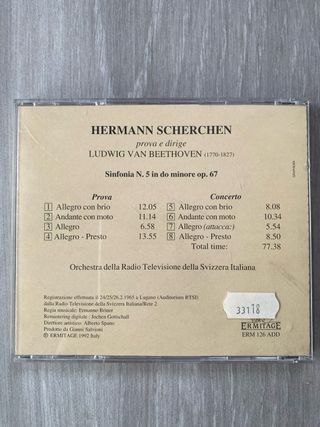 HERMANN SCHERCHEN
prova e dirige
LUDWIG VAN BEETHOVEN (1770-1827)
Sinfonia N. 5 in do minore op. 67
Prova
1 Allegro con brio 12.05
2 Andante con moto 11.14
3 Allegro 6.58
4 Allegro - Presto 13.55
Concerto
5 Allegro con brio 8.08
6 Andante con moto 10.34
7 Allegro (attacca:) 5.54
8 Allegro - Presto 8.50
Total time: 77.38
Orchestra della Radio Televisione della Svizzera Italiana
Registrazione effettuata il 24/25/26.2.1965 a Lugano (Auditorium RTSI)
dalla Radio Televisione della Svizzera Italiana/Rete 2
Regia musicale: Ermanno Briner
Remastering digitale : Jochen Gottschall
Direttore artistico: Alberto Spano
Prodotto da Gianni Salvioni
℗ ERMITAGE 1992 Italy
33118
ERMITAGE
ERM 126 ADD